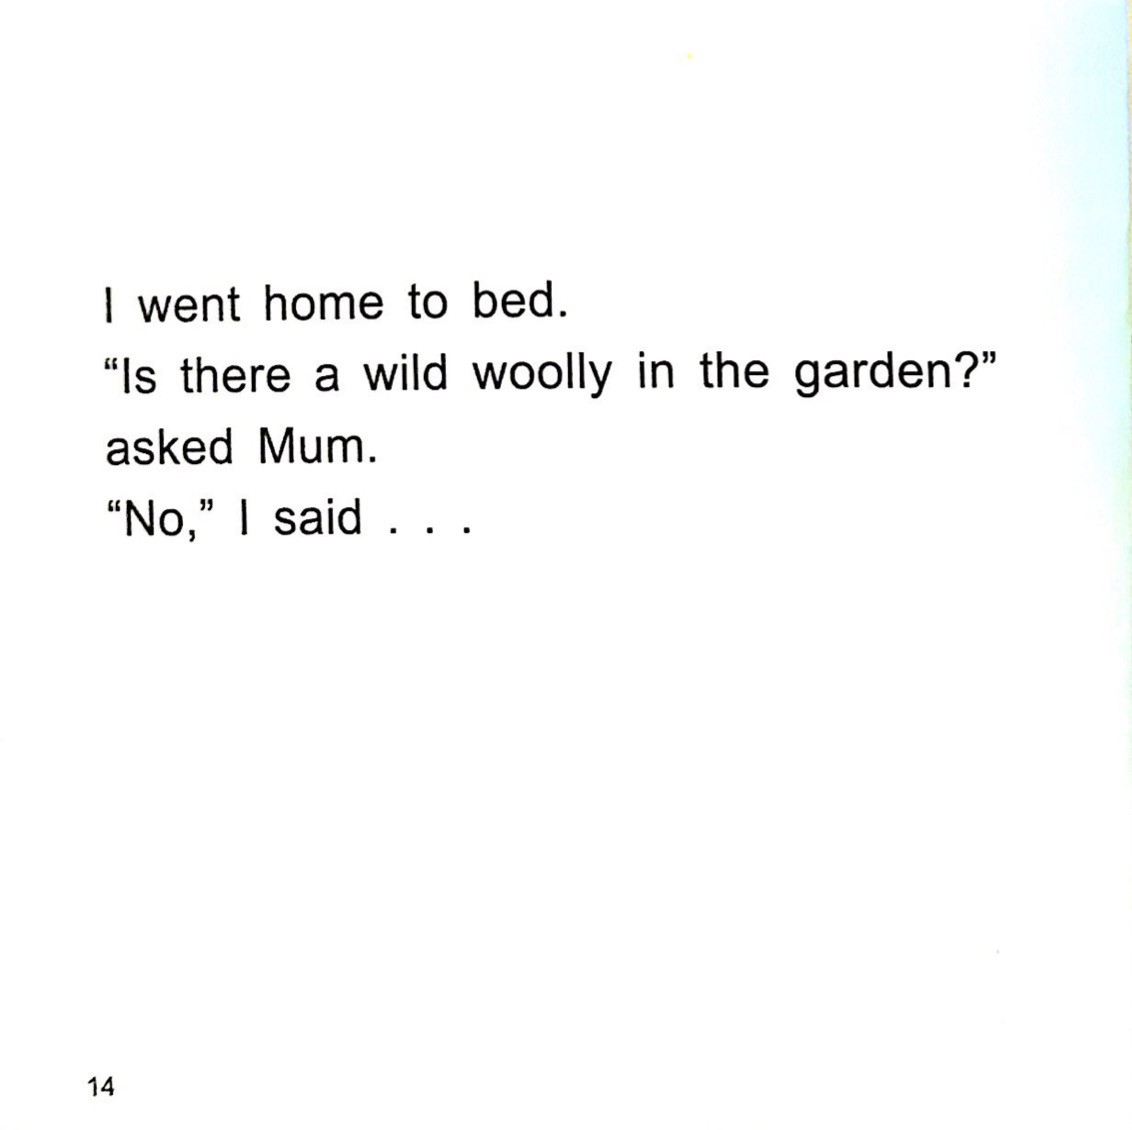 I went home to bed.
“Is there a wild woolly in the garden?”
asked Mum.
“No,” I said . . .
14